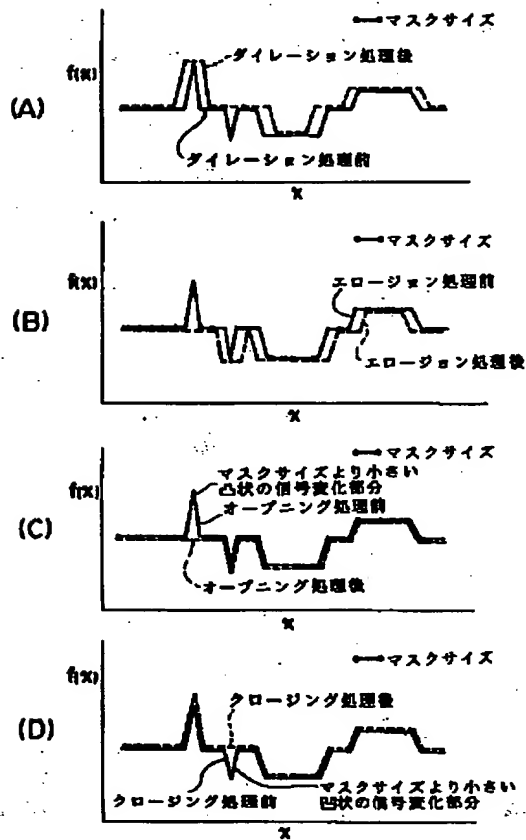 マスクサイズ
f(x)
ダイレーション処理後
(A)
ダイレーション処理前
x
マスクサイズ
f(x)
エロージョン処理前
(B)
エロージョン処理後
x
マスクサイズ
マスクサイズより小さい
凸状の信号変化部分
f(x)
オープニング処理前
(C)
オープニング処理後
x
マスクサイズ
f(x)
クロージング処理後
(D)
クロージング処理前
マスクサイズより小さい
凹状の信号変化部分
x